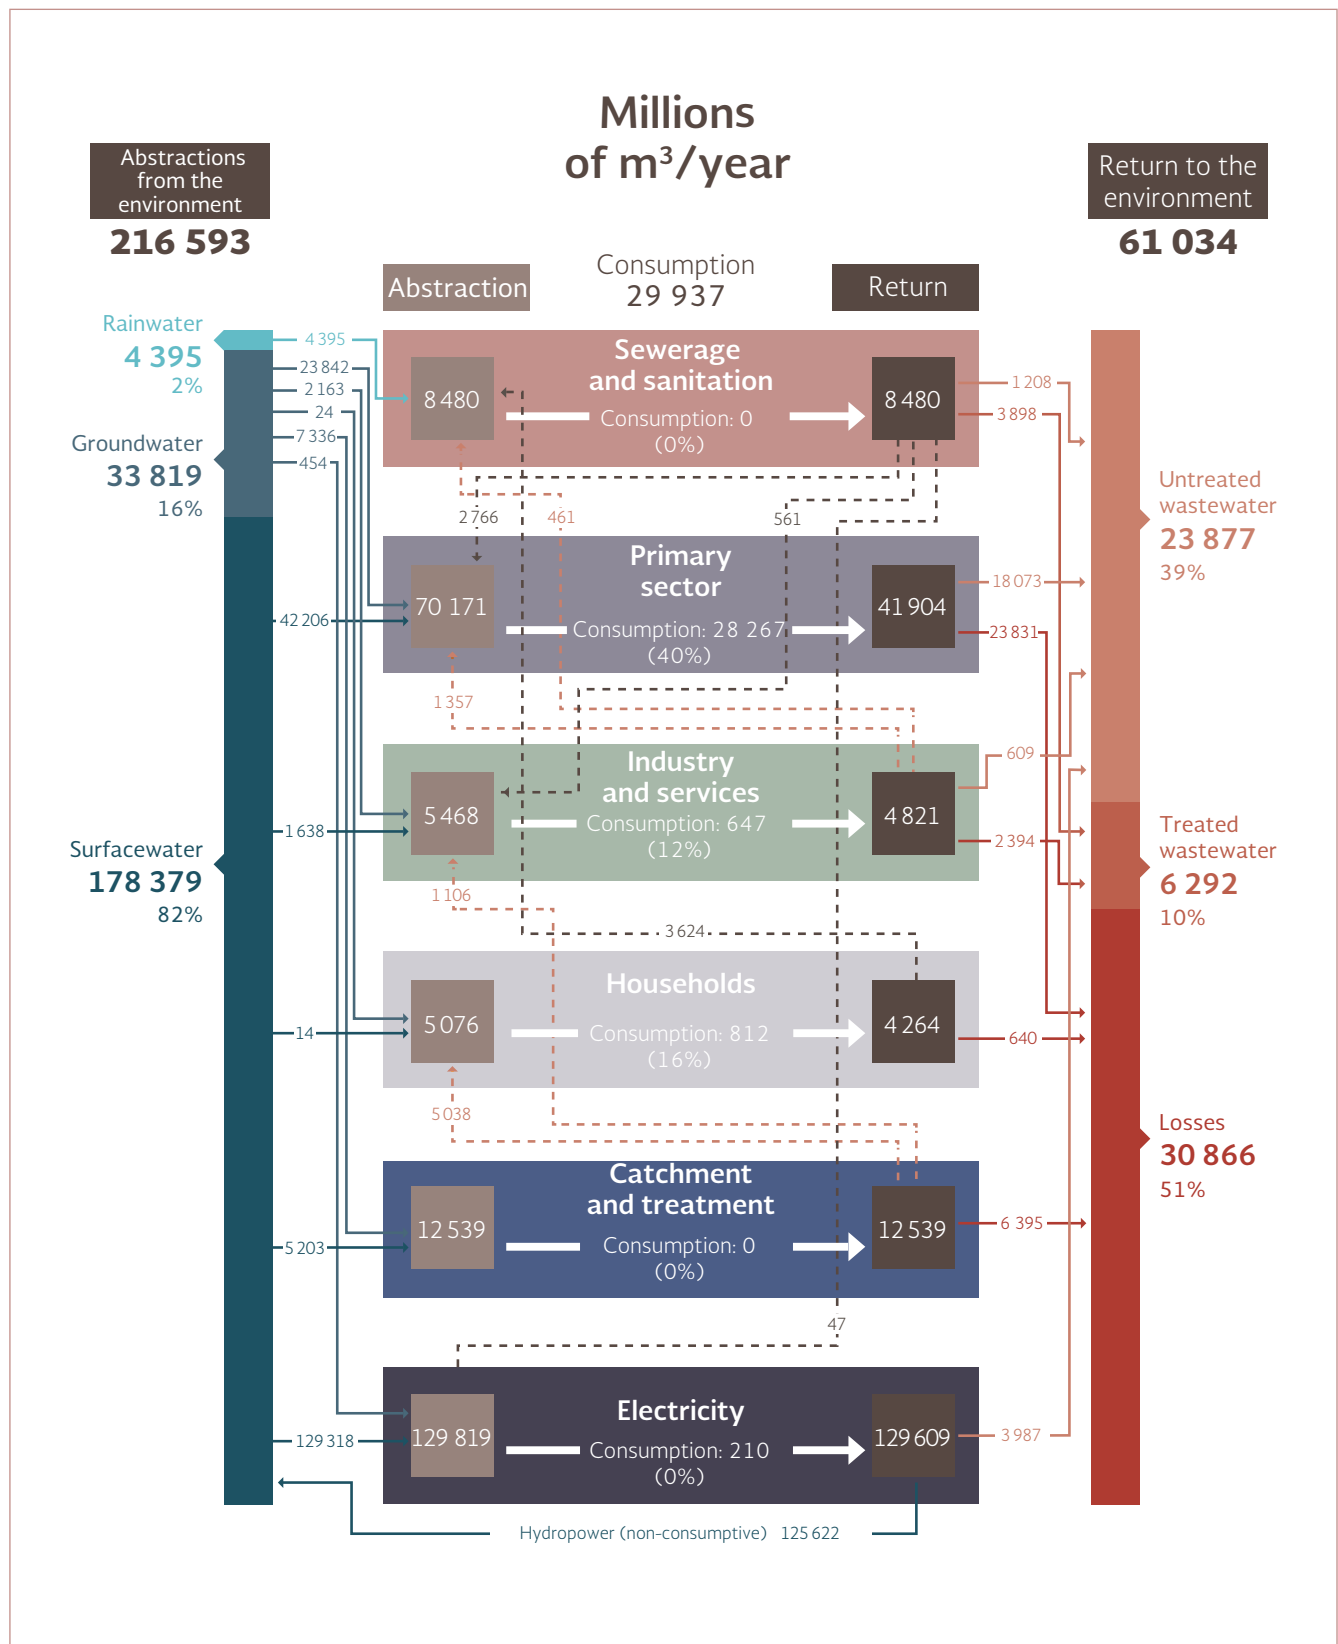 Millions
of m³/year
Abstractions
from the
environment
216 593
Return to the
environment
61 034
Abstraction
Consumption
29 937
Return
Rainwater
4 395
2%
Groundwater
33 819
16%
Surfacewater
178 379
82%
4 395
23 842
2 163
24
7 336
454
42 206
1 638
14
5 203
129 318
Sewerage
and sanitation
8 480
Consumption: 0
(0%)
8 480
2 766
461
561
Primary
sector
70 171
Consumption: 28 267
(40%)
41 904
1 357
Industry
and services
5 468
Consumption: 647
(12%)
4 821
1 106
3 624
Households
5 076
Consumption: 812
(16%)
4 264
5 038
Catchment
and treatment
12 539
Consumption: 0
(0%)
12 539
47
Electricity
129 819
Consumption: 210
(0%)
129 609
Hydropower (non-consumptive) 125 622
1 208
3 898
18 073
23 831
609
2 394
640
6 395
3 987
Untreated
wastewater
23 877
39%
Treated
wastewater
6 292
10%
Losses
30 866
51%